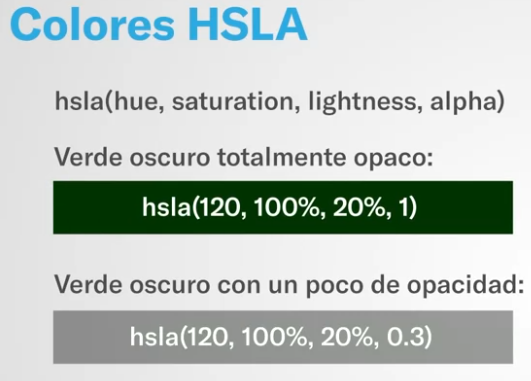 Colores HSLA
hsla(hue, saturation, lightness, alpha)
Verde oscuro totalmente opaco:
hsla(120, 100%, 20%, 1)
Verde oscuro con un poco de opacidad:
hsla(120, 100%, 20%, 0.3)